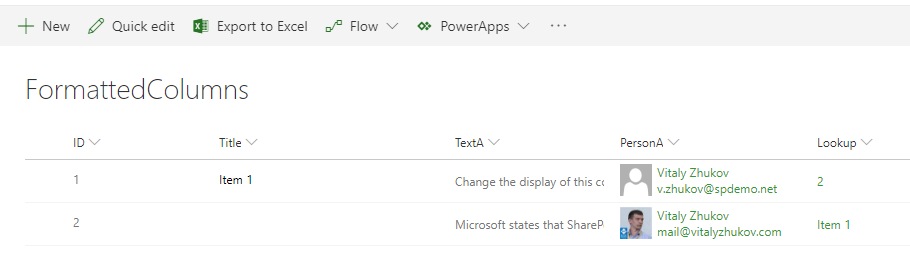 New Quick edit Export to Excel Flow PowerApps ...
FormattedColumns
ID Title TextA PersonA Lookup
1 Item 1 Change the display of this co Vitaly Zhukov 2
v.zhukov@spdemo.net
2 Microsoft states that ShareP Vitaly Zhukov Item 1
mail@vitalyzhukov.com